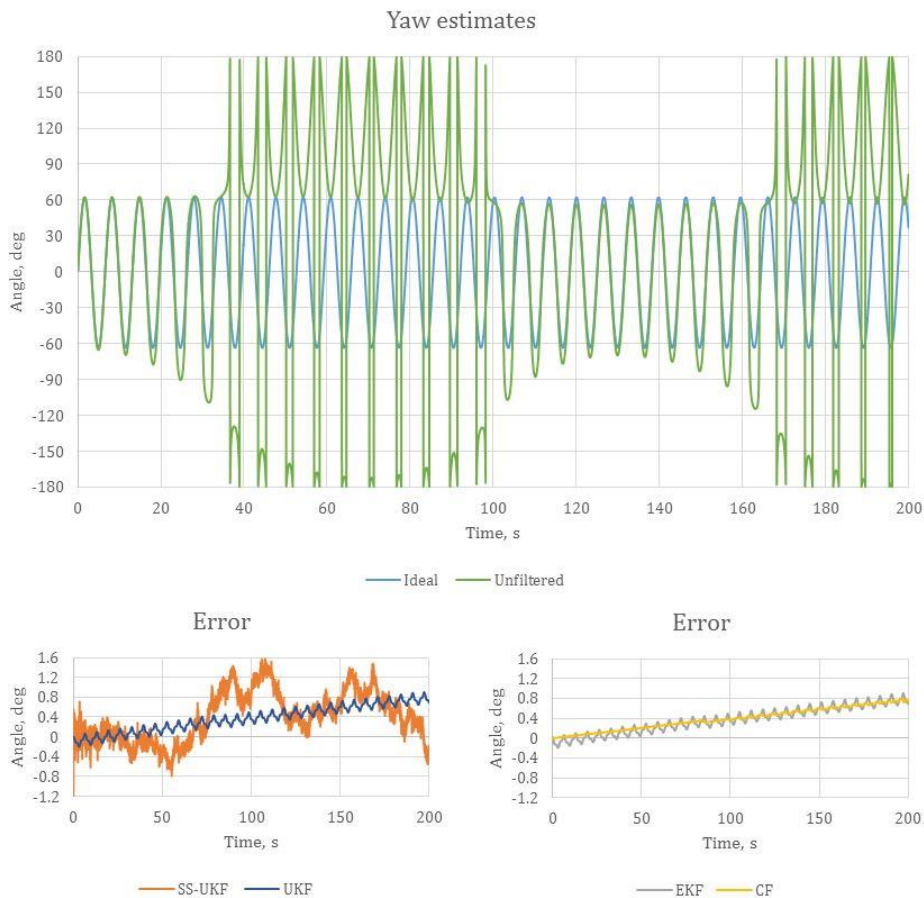 Yaw estimates
180
150
120
90
60
30
0
-30
-60
-90
-120
-150
-180
Angle, deg
0 20 40 60 80 100 120 140 160 180 200
Time, s
Ideal Unfiltered
Error
1.6
1.2
0.8
0.4
0
-0.4
-0.8
-1.2
Angle, deg
0 50 100 150 200
Time, s
SS-UKF UKF
Error
1.6
1.2
0.8
0.4
0
-0.4
-0.8
-1.2
Angle, deg
0 50 100 150 200
Time, s
EKF CF